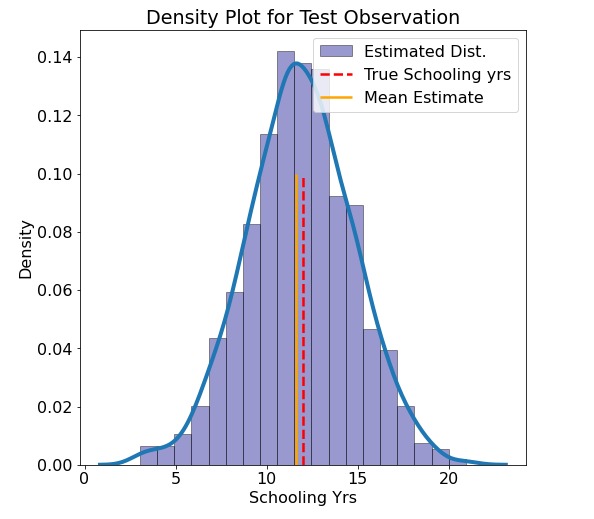 Density Plot for Test Observation
Estimated Dist.
True Schooling yrs
Mean Estimate
Density
0.14
0.12
0.10
0.08
0.06
0.04
0.02
0.00
0
5
10
15
20
Schooling Yrs